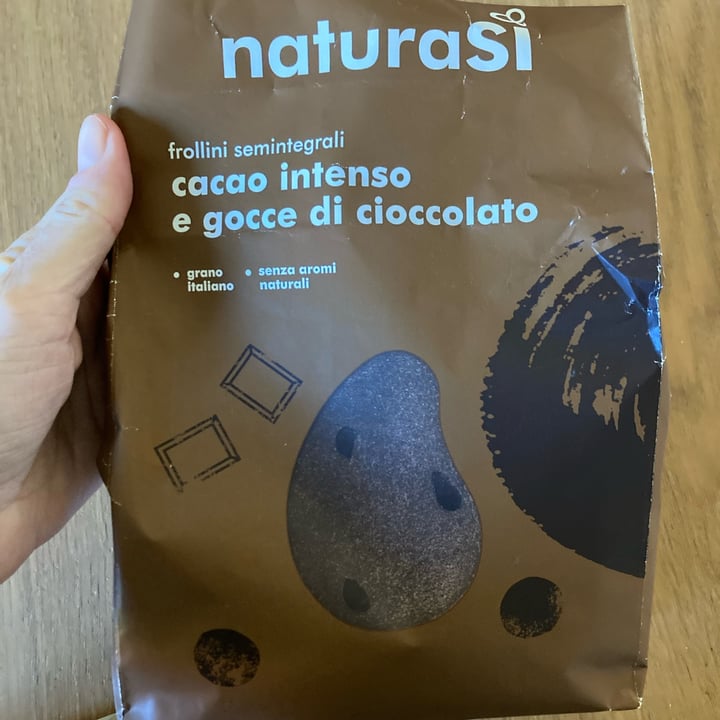 naturasì
frollini semintegrali
cacao intenso
e gocce di cioccolato
• grano
italiano
• senza aromi
naturali